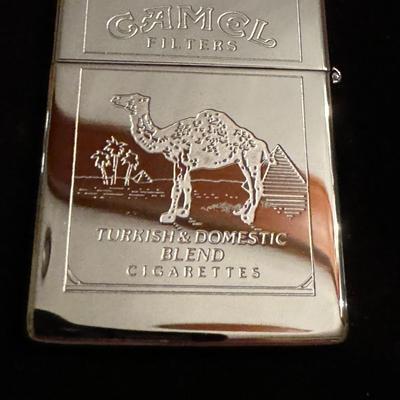 CAMEL
FILTERS
TURKISH & DOMESTIC
BLEND
CIGARETTES